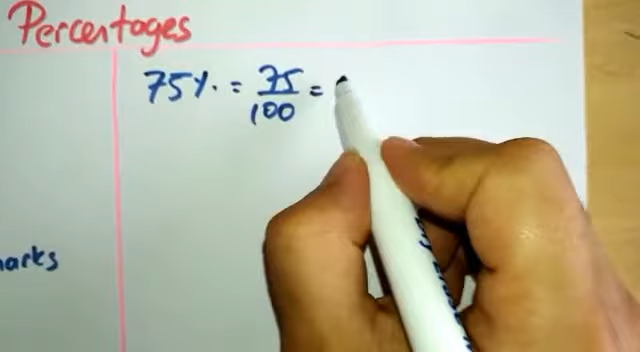 Percentages
75% = 75/100 =
arks